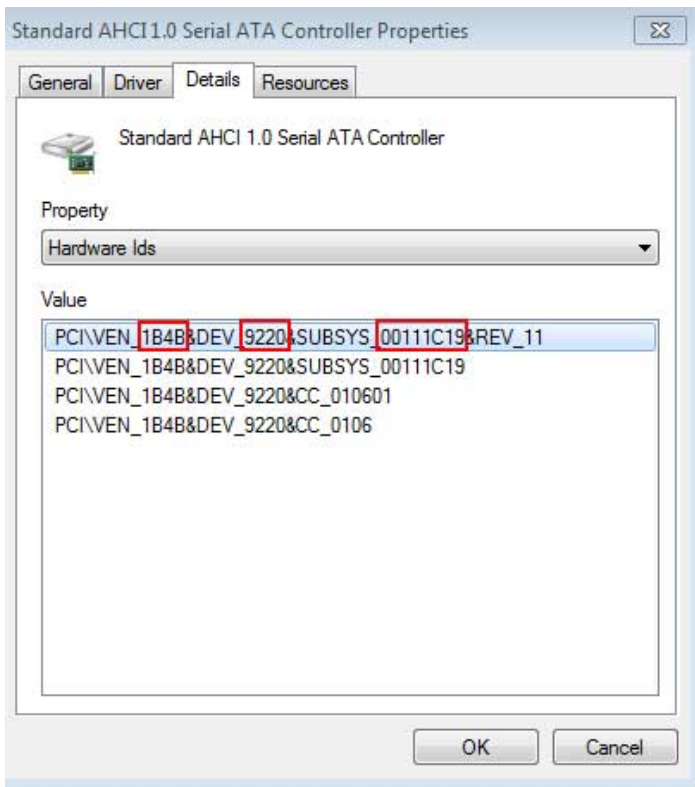 Standard AHCI 1.0 Serial ATA Controller Properties
General Driver Details Resources
Standard AHCI 1.0 Serial ATA Controller
Property
Hardware Ids
Value
PCI\VEN_1B4B&DEV_9220&SUBSYS_00111C19&REV_11
PCI\VEN_1B4B&DEV_9220&SUBSYS_00111C19
PCI\VEN_1B4B&DEV_9220&CC_010601
PCI\VEN_1B4B&DEV_9220&CC_0106
OK Cancel